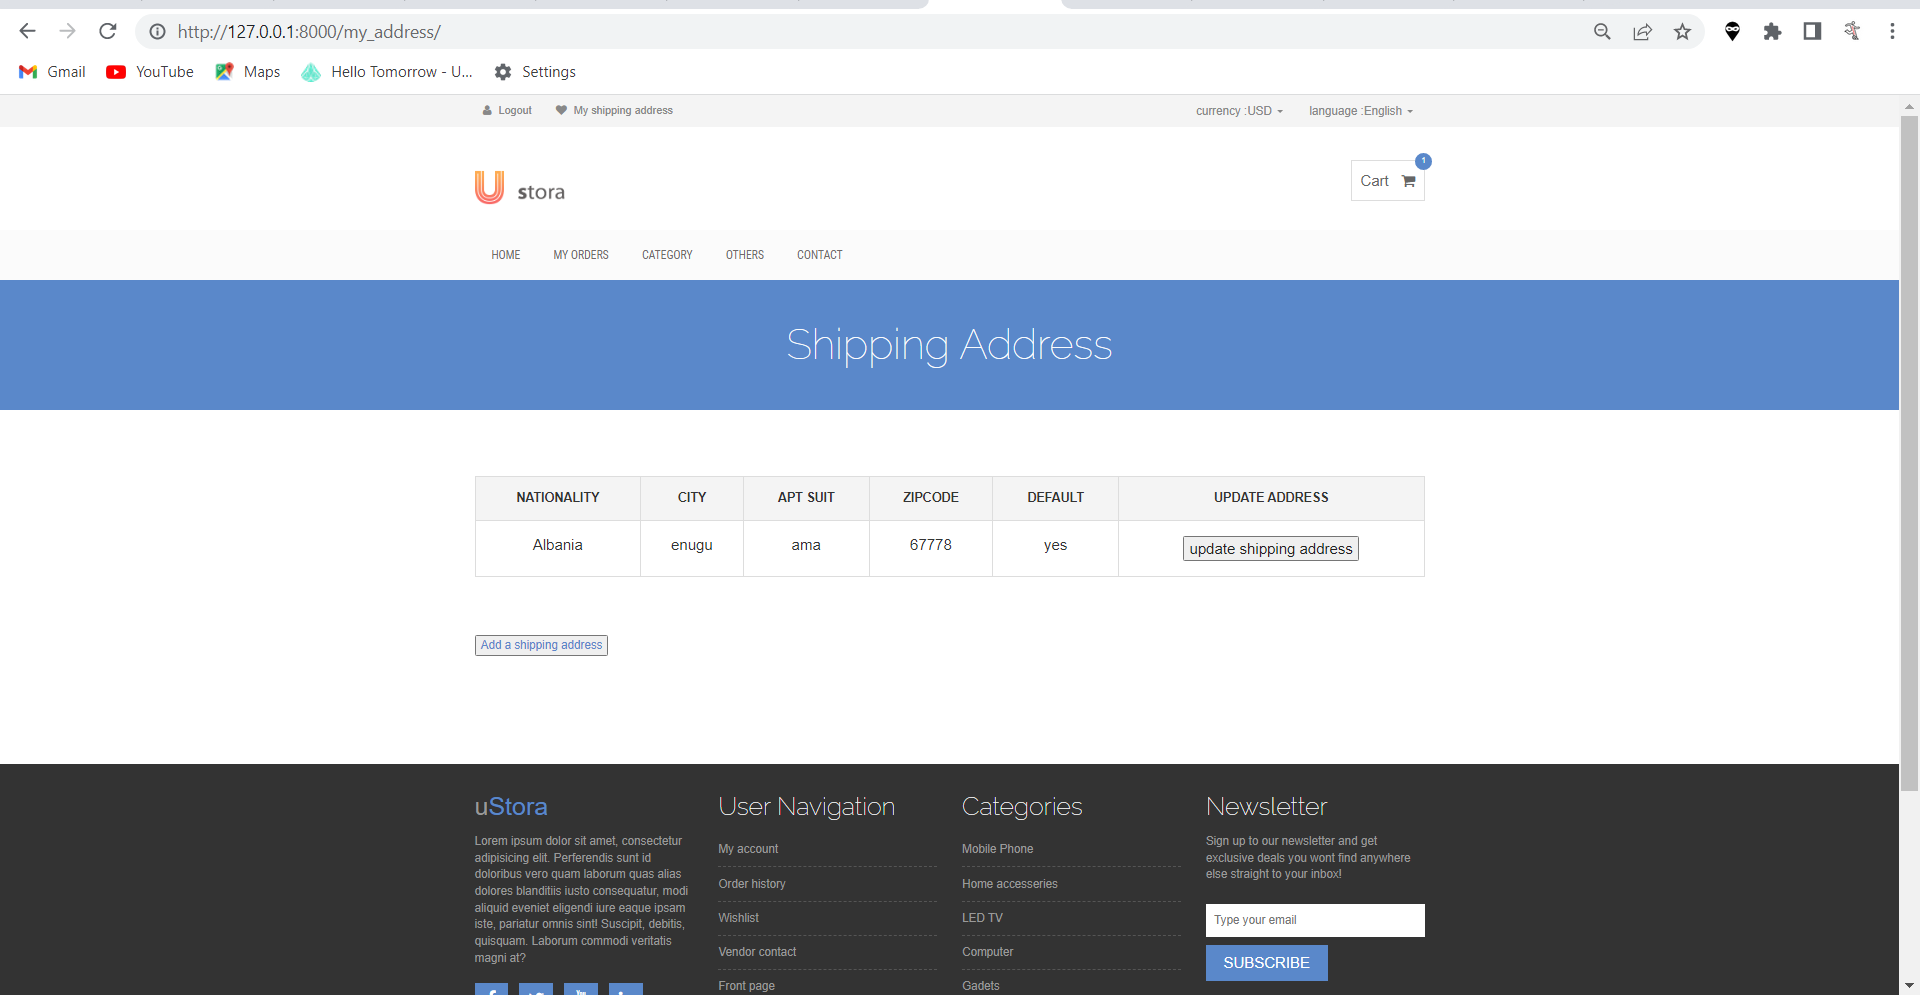 http://127.0.0.1:8000/my_address/
Gmail YouTube Maps Hello Tomorrow - U... Settings
Logout My shipping address currency :USD language :English
U stora
Cart 1
HOME MY ORDERS CATEGORY OTHERS CONTACT
Shipping Address
NATIONALITY CITY APT SUIT ZIPCODE DEFAULT UPDATE ADDRESS
Albania enugu ama 67778 yes update shipping address
Add a shipping address
uStora
Lorem ipsum dolor sit amet, consectetur
adipisicing elit. Perferendis sunt id
doloribus vero quam laborum quas alias
dolores blanditiis iusto consequatur, modi
aliquid eveniet eligendi iure eaque ipsam
iste, pariatur omnis sint! Suscipit, debitis,
quisquam. Laborum commodi veritatis
magni at?
User Navigation
My account
Order history
Wishlist
Vendor contact
Front page
Categories
Mobile Phone
Home accesseries
LED TV
Computer
Gadets
Newsletter
Sign up to our newsletter and get
exclusive deals you wont find anywhere
else straight to your inbox!
Type your email
SUBSCRIBE